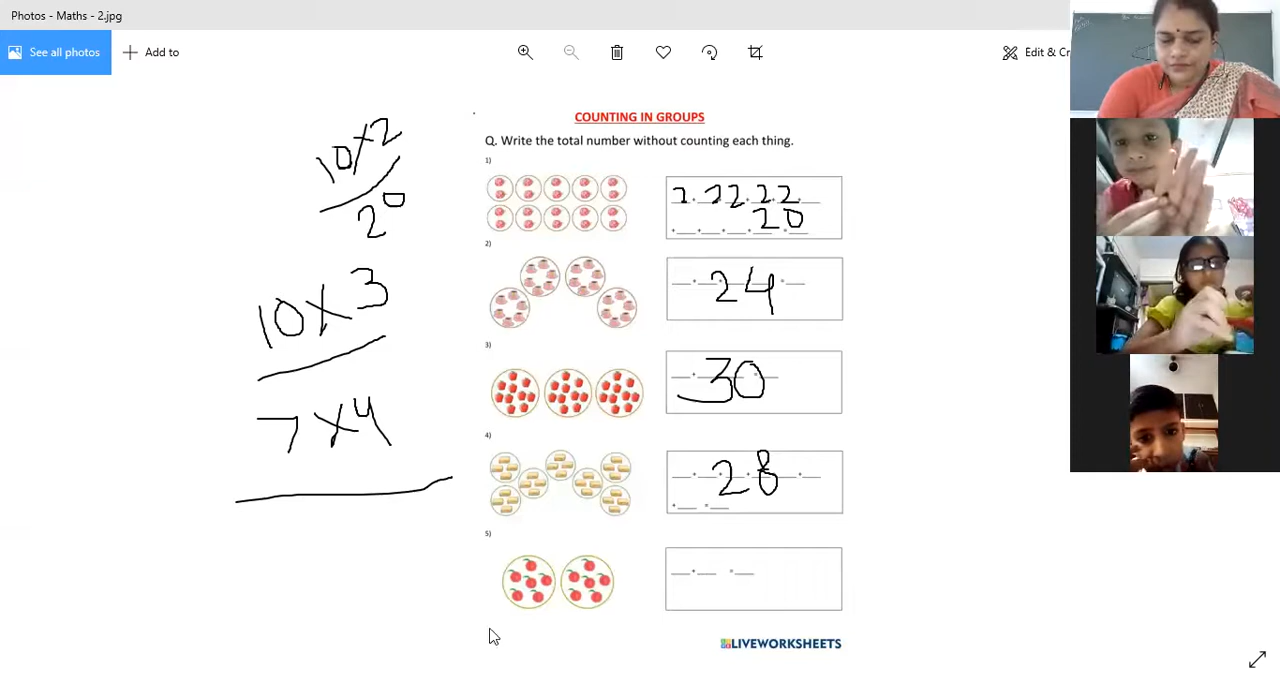 Photos - Maths - 2.jpg
See all photos
Add to
Edit & Cr
COUNTING IN GROUPS
Q. Write the total number without counting each thing.
1)
2 2 2 2 2
20
2)
24
3)
30
4)
28
5)
LIVEWORKSHEETS
10x2
20
10x3
7x4